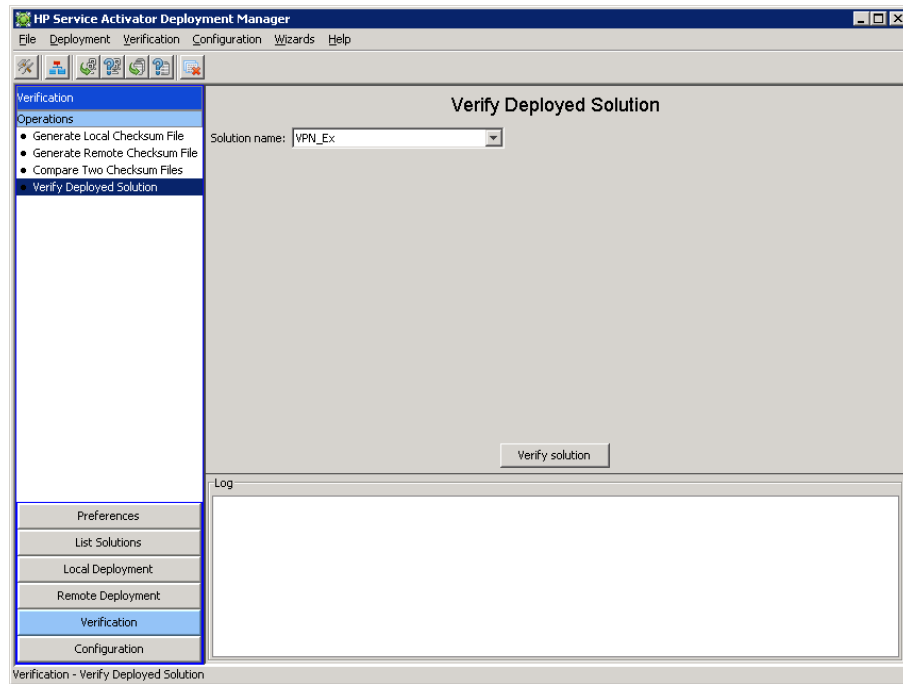 HP Service Activator Deployment Manager
File Deployment Verification Configuration Wizards Help
Verification
Operations
• Generate Local Checksum File
• Generate Remote Checksum File
• Compare Two Checksum Files
• Verify Deployed Solution
Verify Deployed Solution
Solution name: VPN_Ex
Verify solution
Log
Preferences
List Solutions
Local Deployment
Remote Deployment
Verification
Configuration
Verification - Verify Deployed Solution